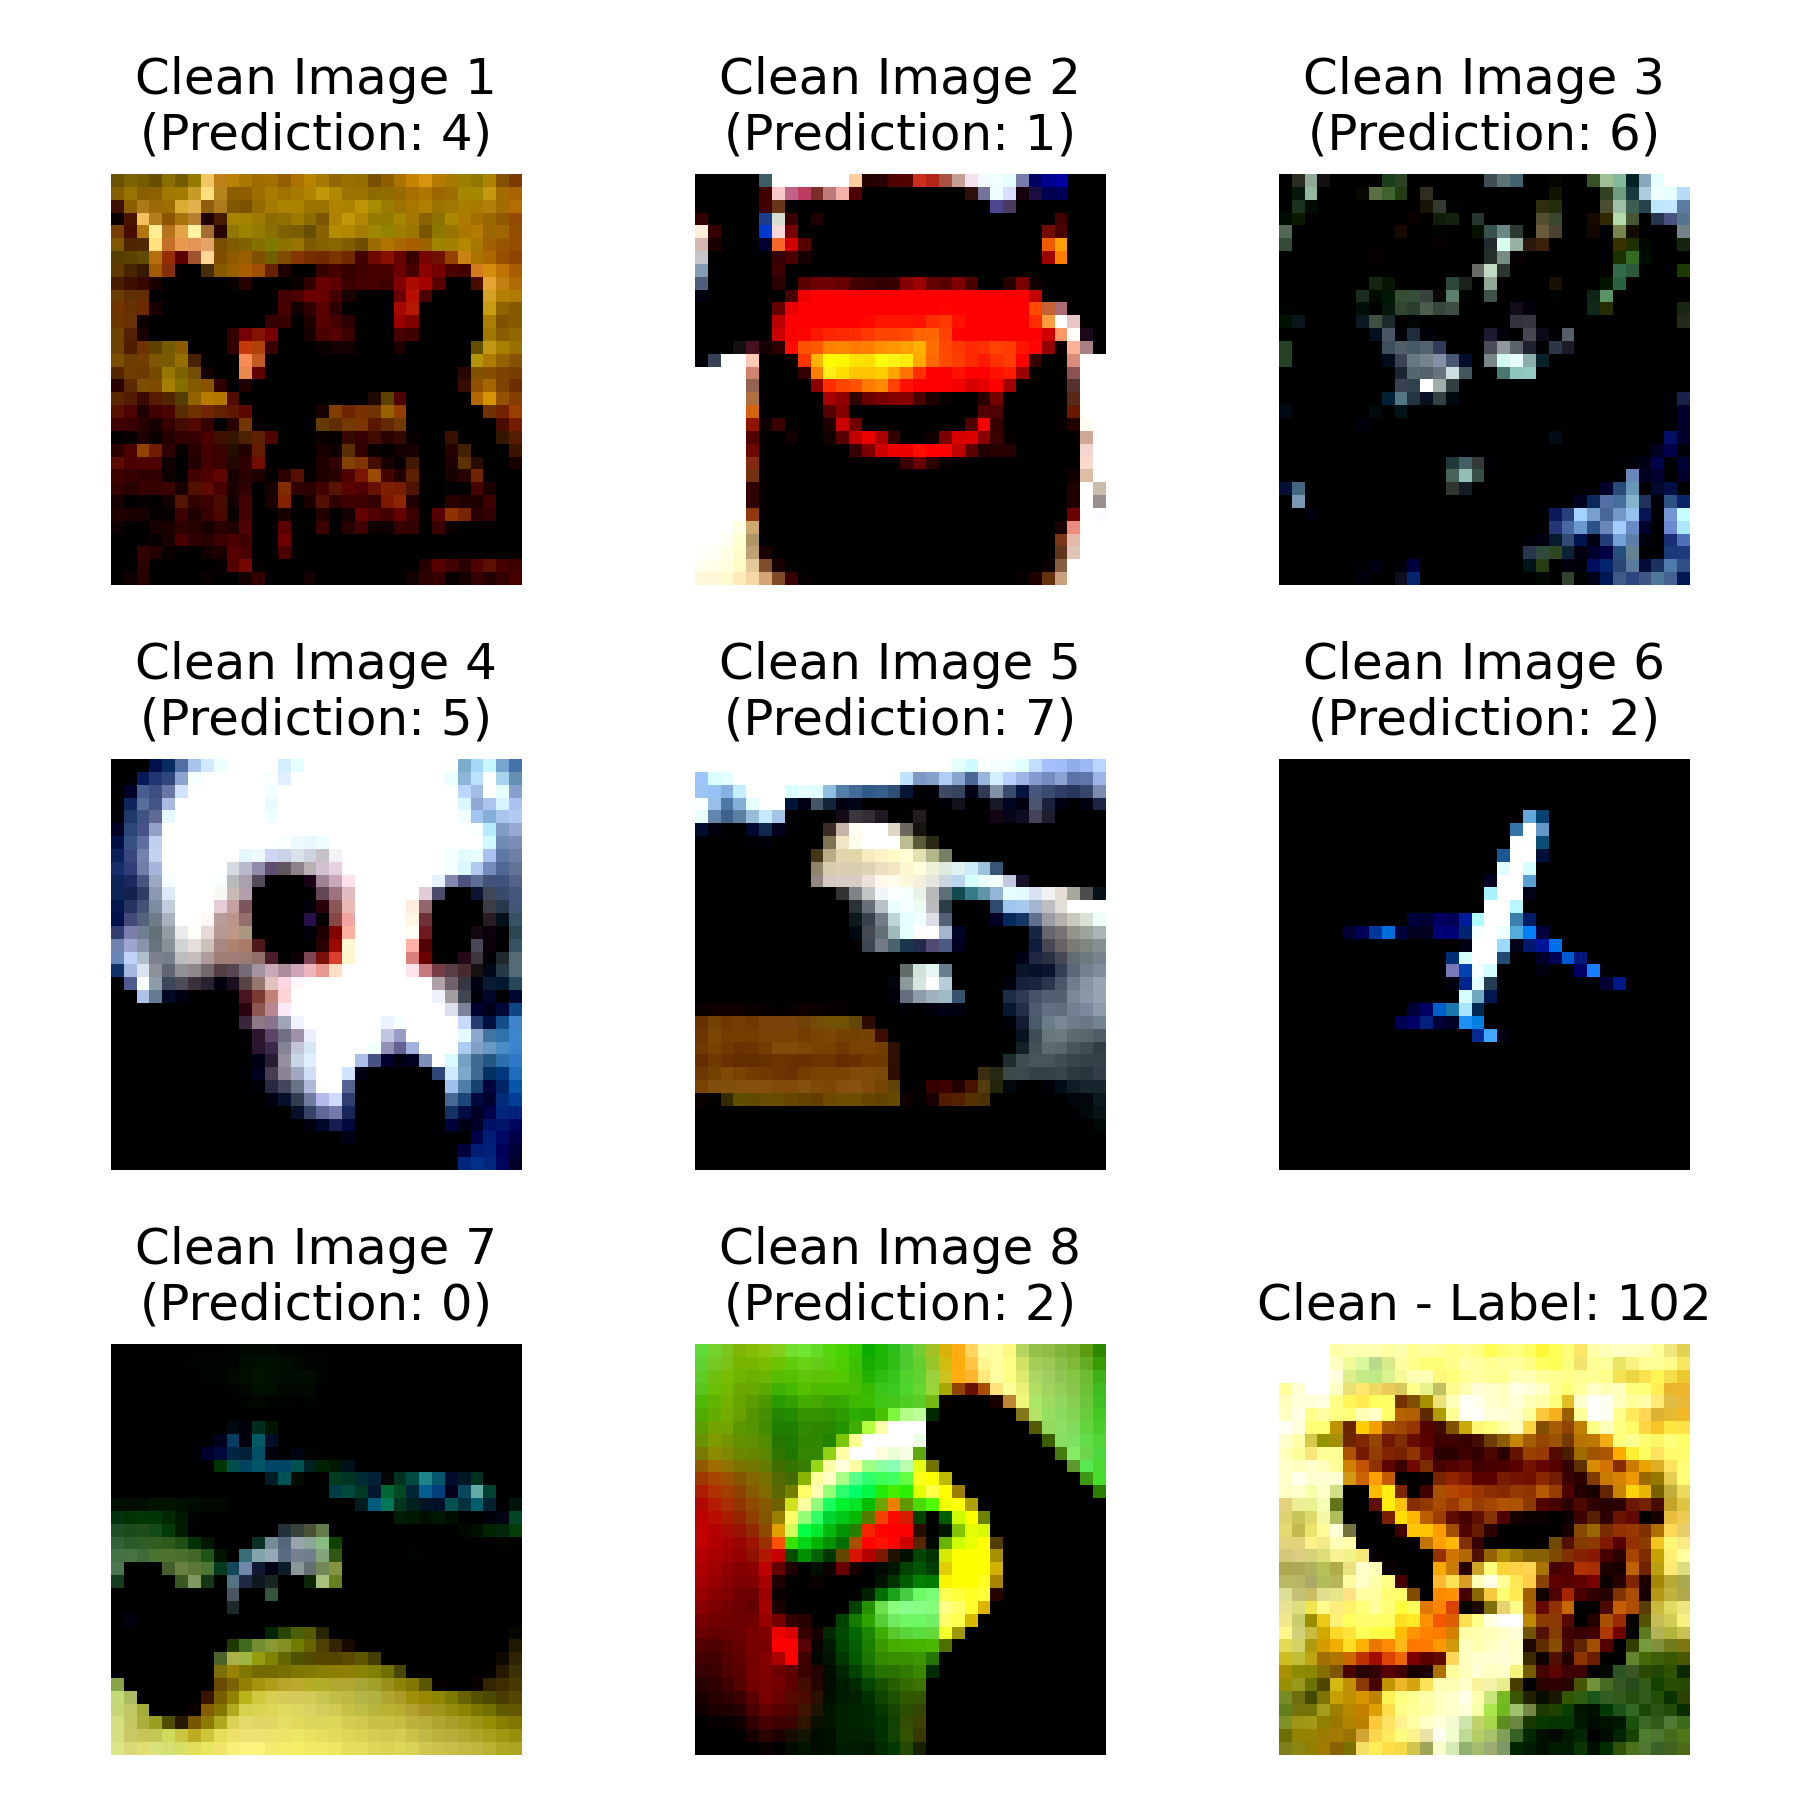 Clean Image 1
(Prediction: 4)
Clean Image 2
(Prediction: 1)
Clean Image 3
(Prediction: 6)
Clean Image 4
(Prediction: 5)
Clean Image 5
(Prediction: 7)
Clean Image 6
(Prediction: 2)
Clean Image 7
(Prediction: 0)
Clean Image 8
(Prediction: 2)
Clean - Label: 102